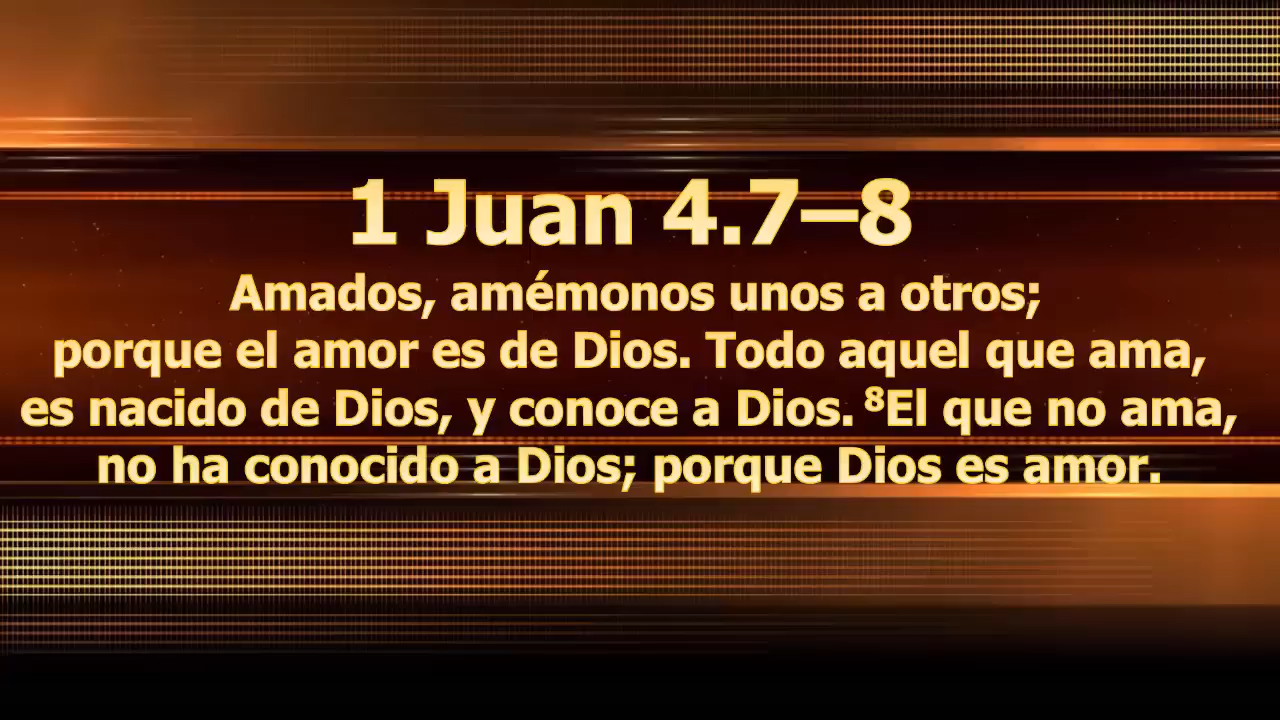 1 Juan 4.7–8
Amados, amémonos unos a otros;
porque el amor es de Dios. Todo aquel que ama,
es nacido de Dios, y conoce a Dios. ⁸El que no ama,
no ha conocido a Dios; porque Dios es amor.